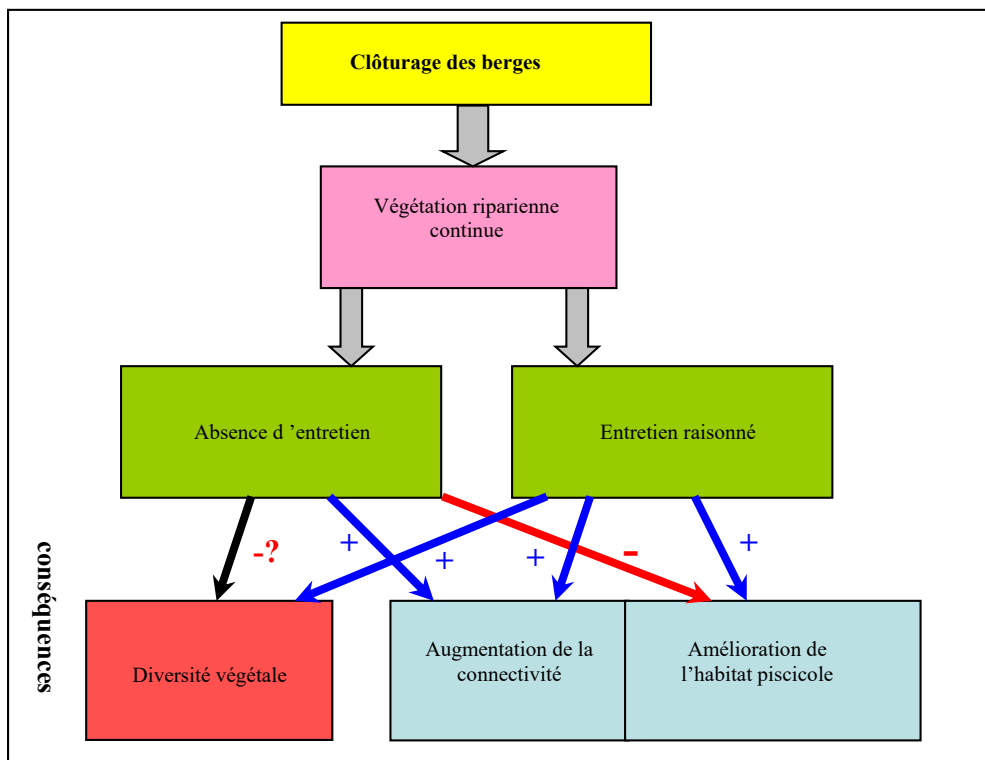 Clôturage des berges
Végétation riparienne
continue
Absence d ’entretien
Entretien raisonné
-?
+
+
+
-
+
conséquences
Diversité végétale
Augmentation de la
connectivité
Amélioration de
l’habitat piscicole